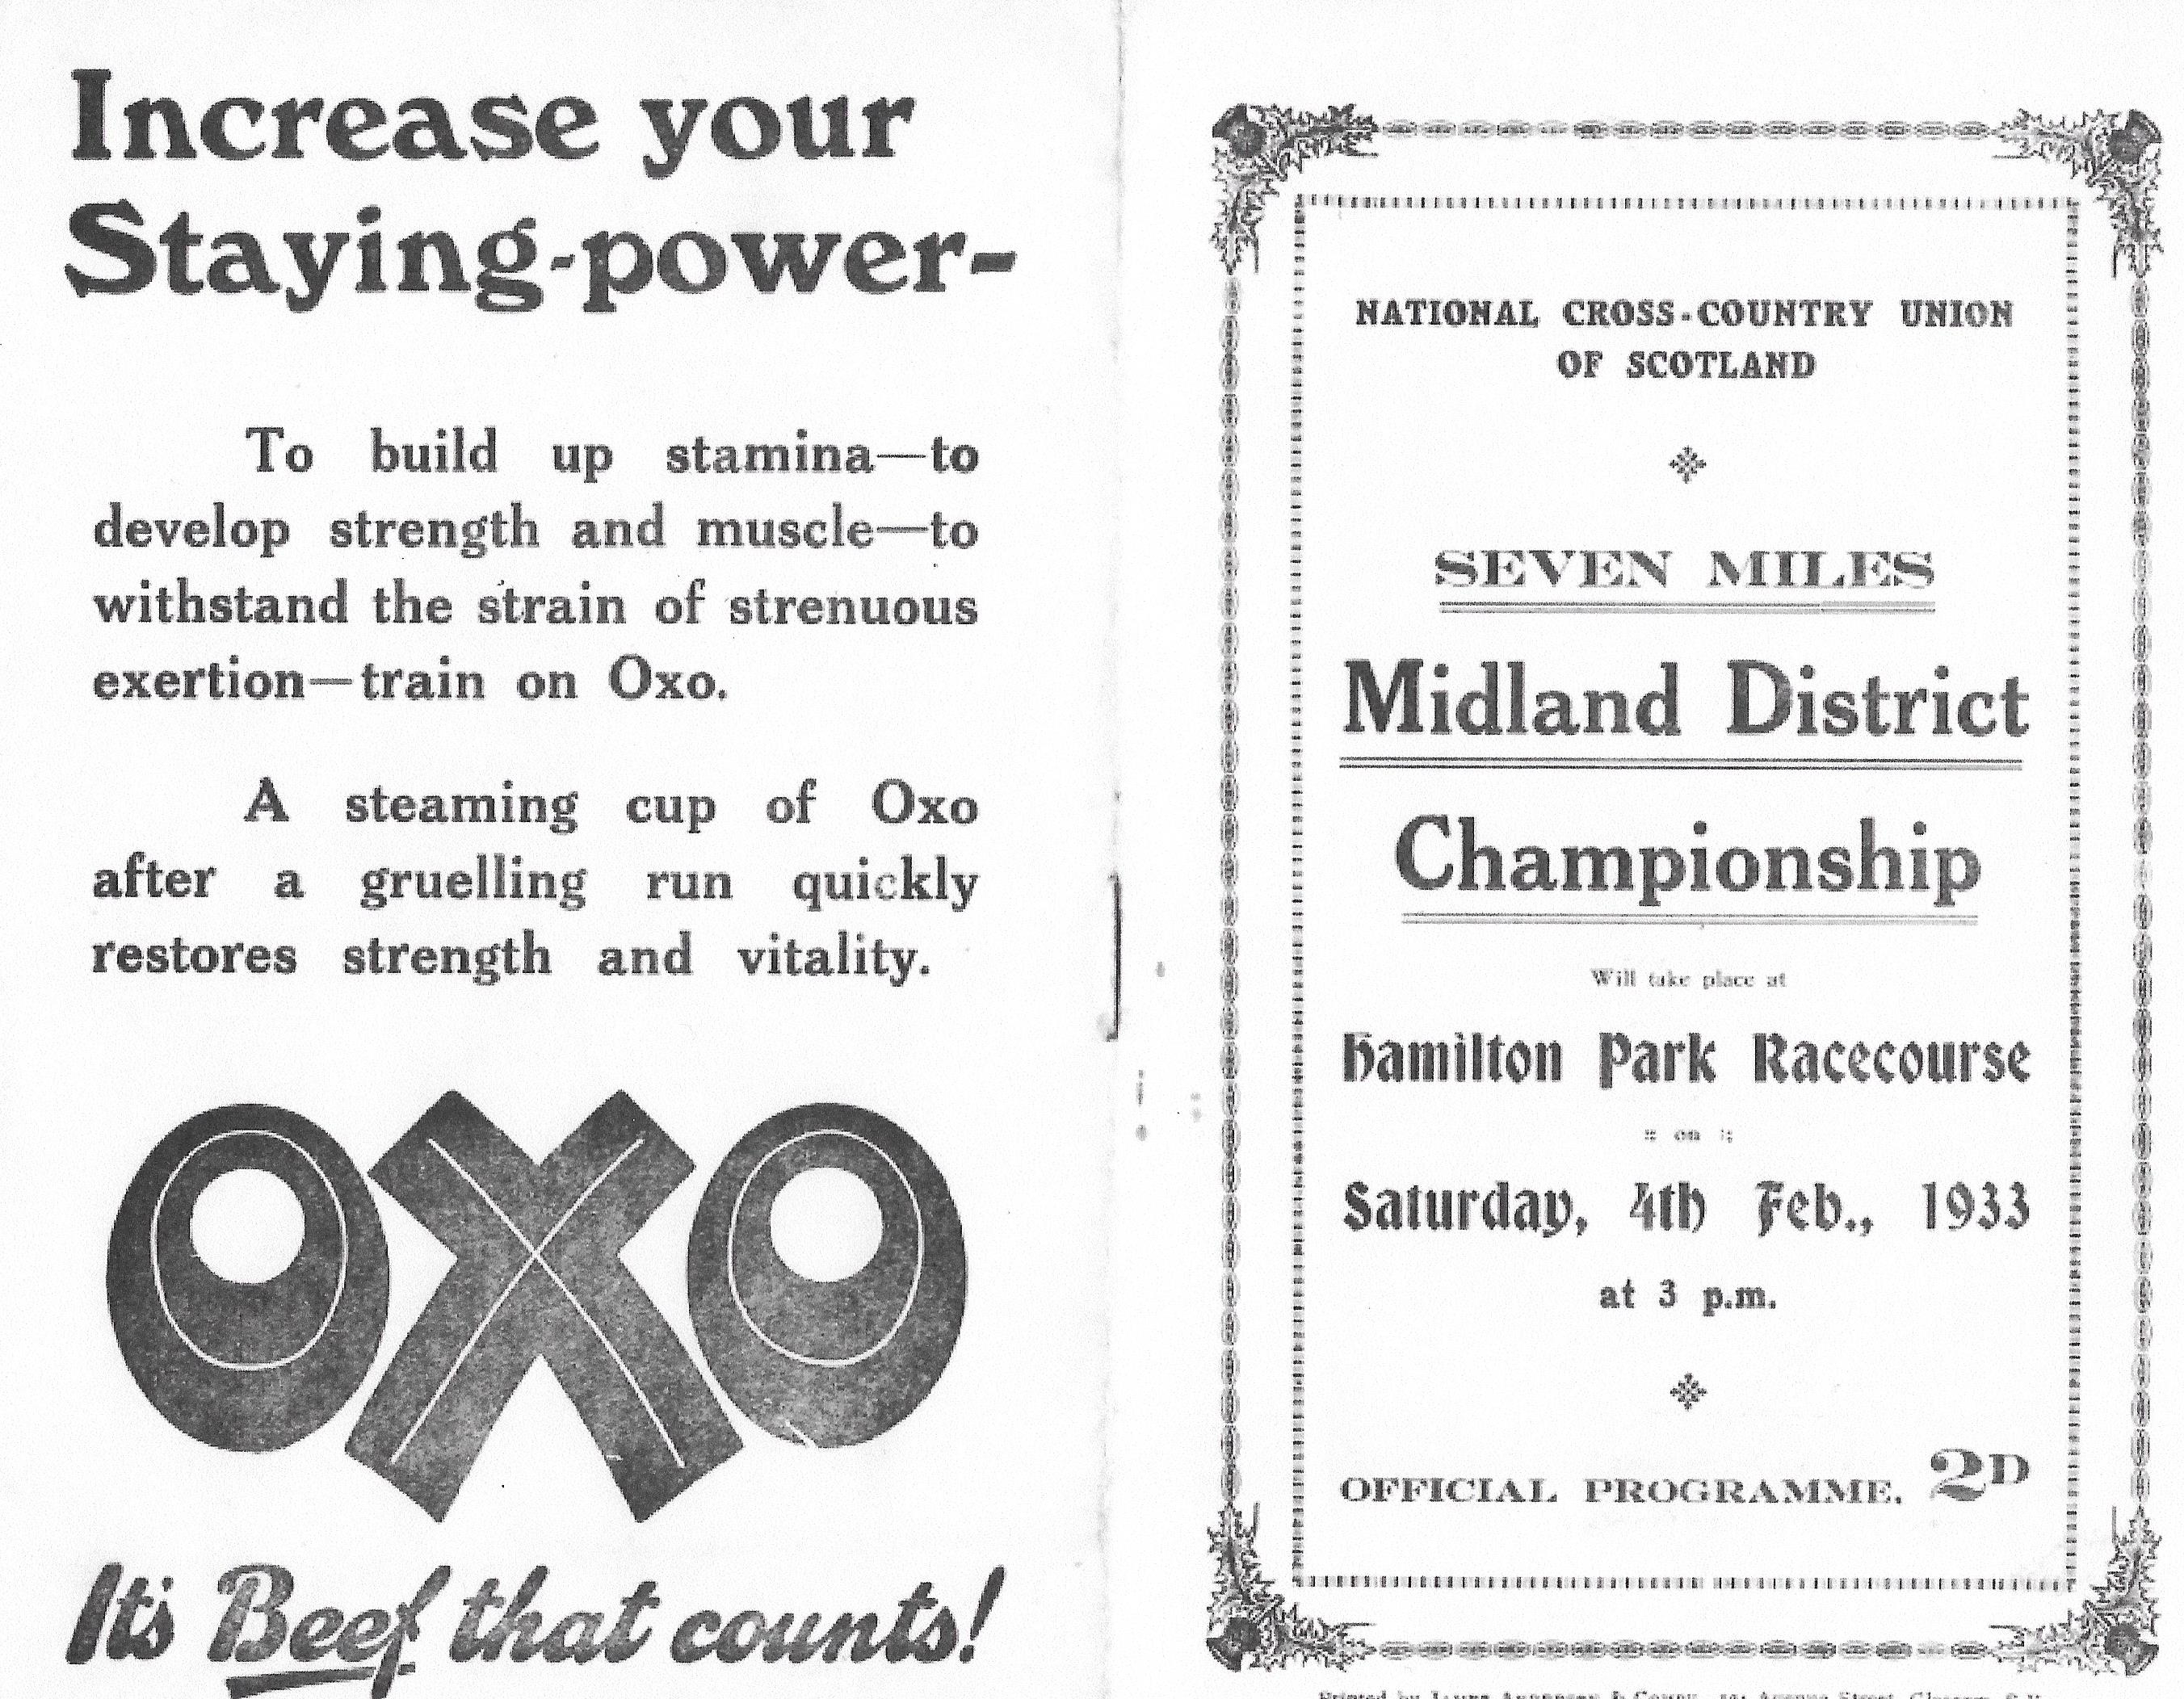 Increase your
Staying-power-
To build up stamina—to
develop strength and muscle—to
withstand the strain of strenuous
exertion—train on Oxo.
A steaming cup of Oxo
after a gruelling run quickly
restores strength and vitality.
OXO
It's Beef that counts!
NATIONAL CROSS-COUNTRY UNION
OF SCOTLAND
SEVEN MILES
Midland District
Championship
Will take place at
Hamilton Park Racecourse
:: on ::
Saturday, 4th Feb., 1933
at 3 p.m.
OFFICIAL PROGRAMME. 2D
Printed by